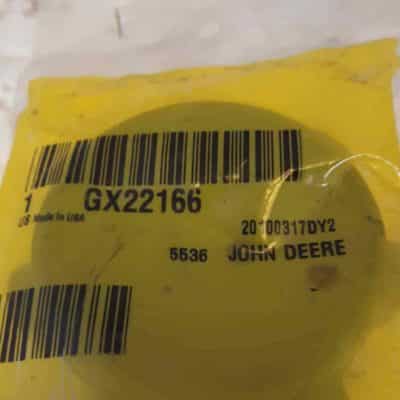 1 GX22166
US Made In USA
20100317DY2
5536 JOHN DEERE